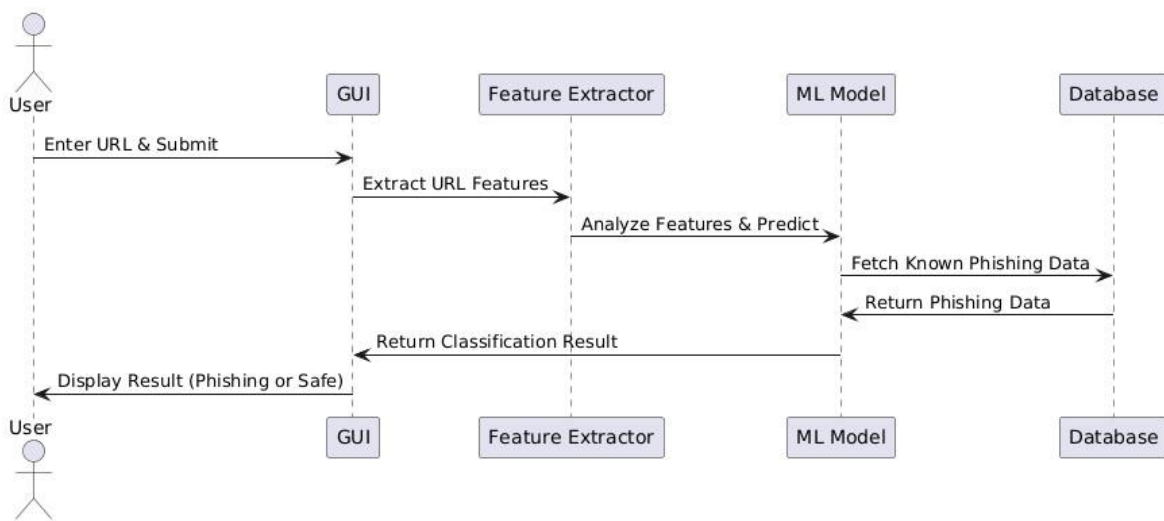 User
GUI
Feature Extractor
ML Model
Database
Enter URL & Submit
Extract URL Features
Analyze Features & Predict
Fetch Known Phishing Data
Return Phishing Data
Return Classification Result
Display Result (Phishing or Safe)
User
GUI
Feature Extractor
ML Model
Database